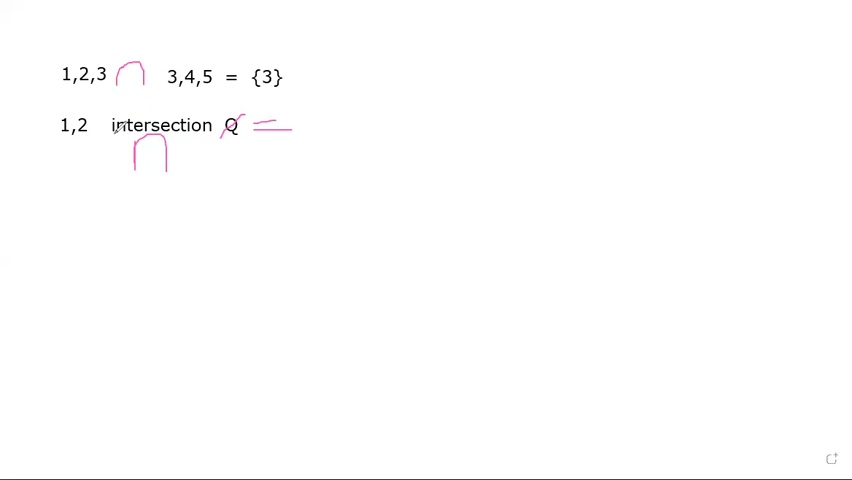 1,2,3 ∩ 3,4,5 = {3}
1,2 intersection Q =
∩